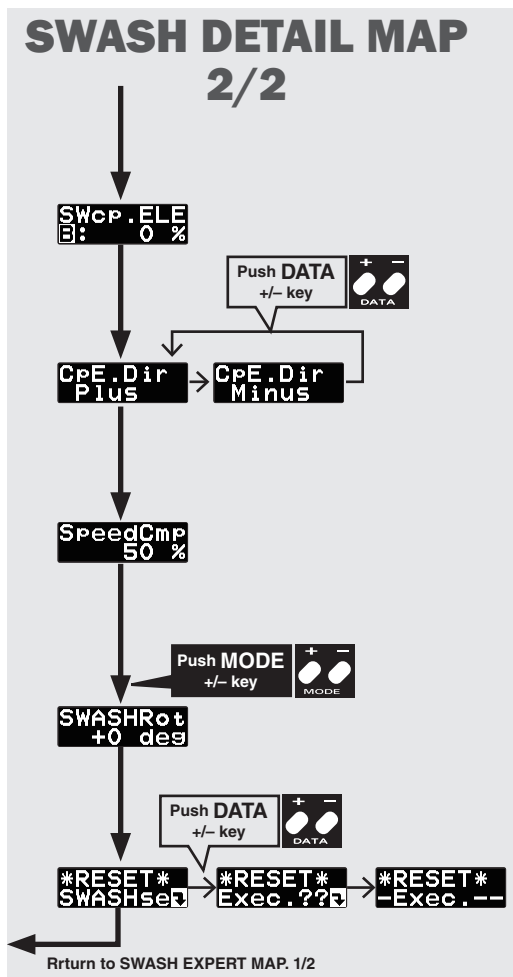 SWASH DETAIL MAP
2/2
SWcp.ELE
B: 0 %
Push DATA
+/– key
+ –
DATA
CpE.Dir
Plus
CpE.Dir
Minus
SpeedCmp
50 %
Push MODE
+/– key
+ –
MODE
SWASHRot
+0 deg
Push DATA
+/– key
+ –
DATA
*RESET*
SWASHse
*RESET*
Exec.??
*RESET*
-Exec.--
Rrturn to SWASH EXPERT MAP. 1/2